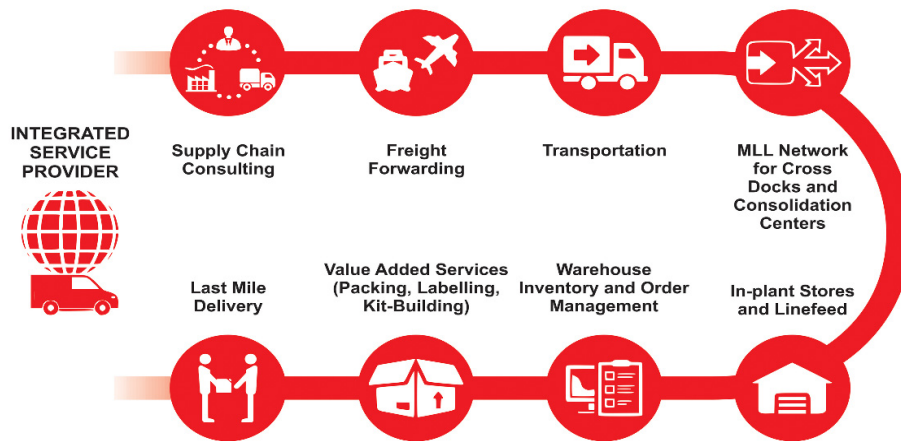 INTEGRATED
SERVICE
PROVIDER
Supply Chain
Consulting
Freight
Forwarding
Transportation
MLL Network
for Cross
Docks and
Consolidation
Centers
Last Mile
Delivery
Value Added Services
(Packing, Labelling,
Kit-Building)
Warehouse
Inventory and Order
Management
In-plant Stores
and Linefeed